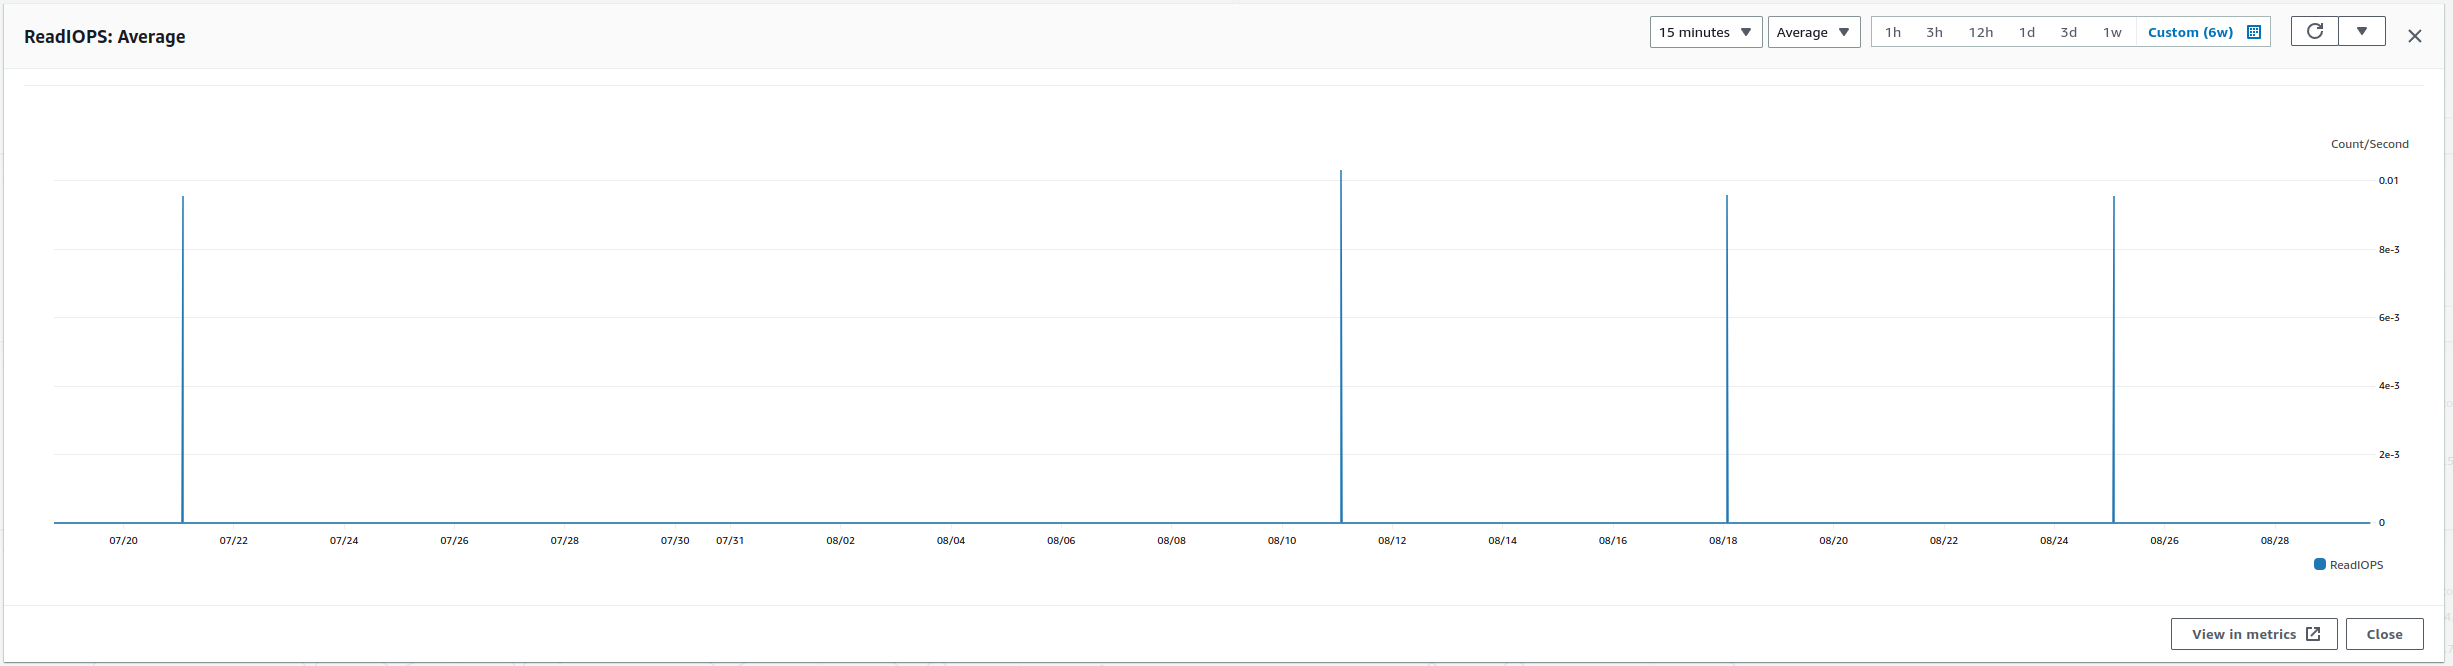 ReadIOPS: Average
15 minutes Average 1h 3h 12h 1d 3d 1w Custom (6w)
Count/Second
0.01
8e-3
6e-3
4e-3
2e-3
0
07/20 07/22 07/24 07/26 07/28 07/30 07/31 08/02 08/04 08/06 08/08 08/10 08/12 08/14 08/16 08/18 08/20 08/22 08/24 08/26 08/28
ReadIOPS
View in metrics Close